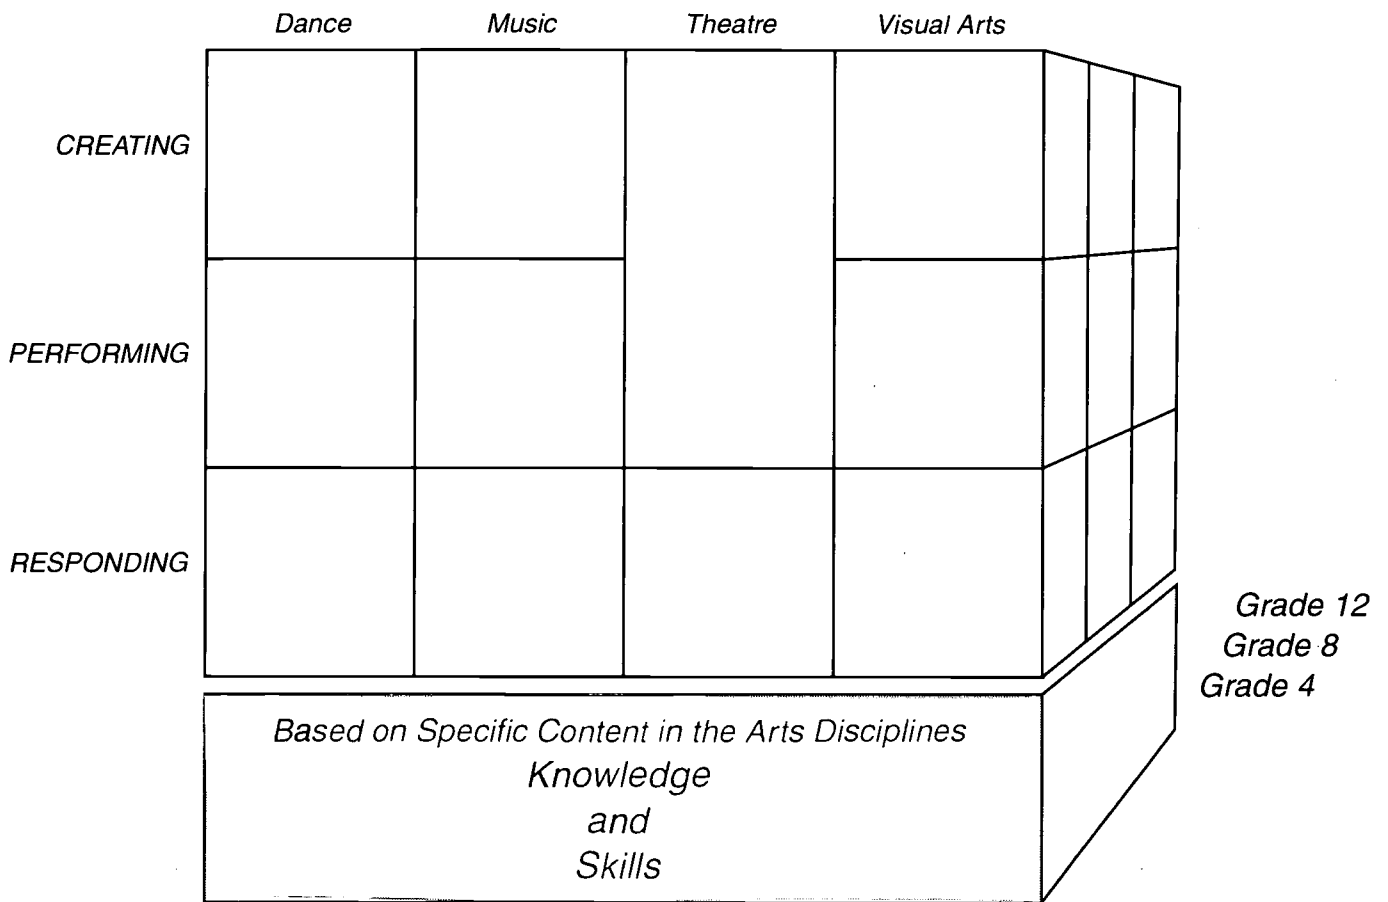 Dance
Music
Theatre
Visual Arts
CREATING
PERFORMING
RESPONDING
Grade 12
Grade 8
Grade 4
Based on Specific Content in the Arts Disciplines
Knowledge
and
Skills